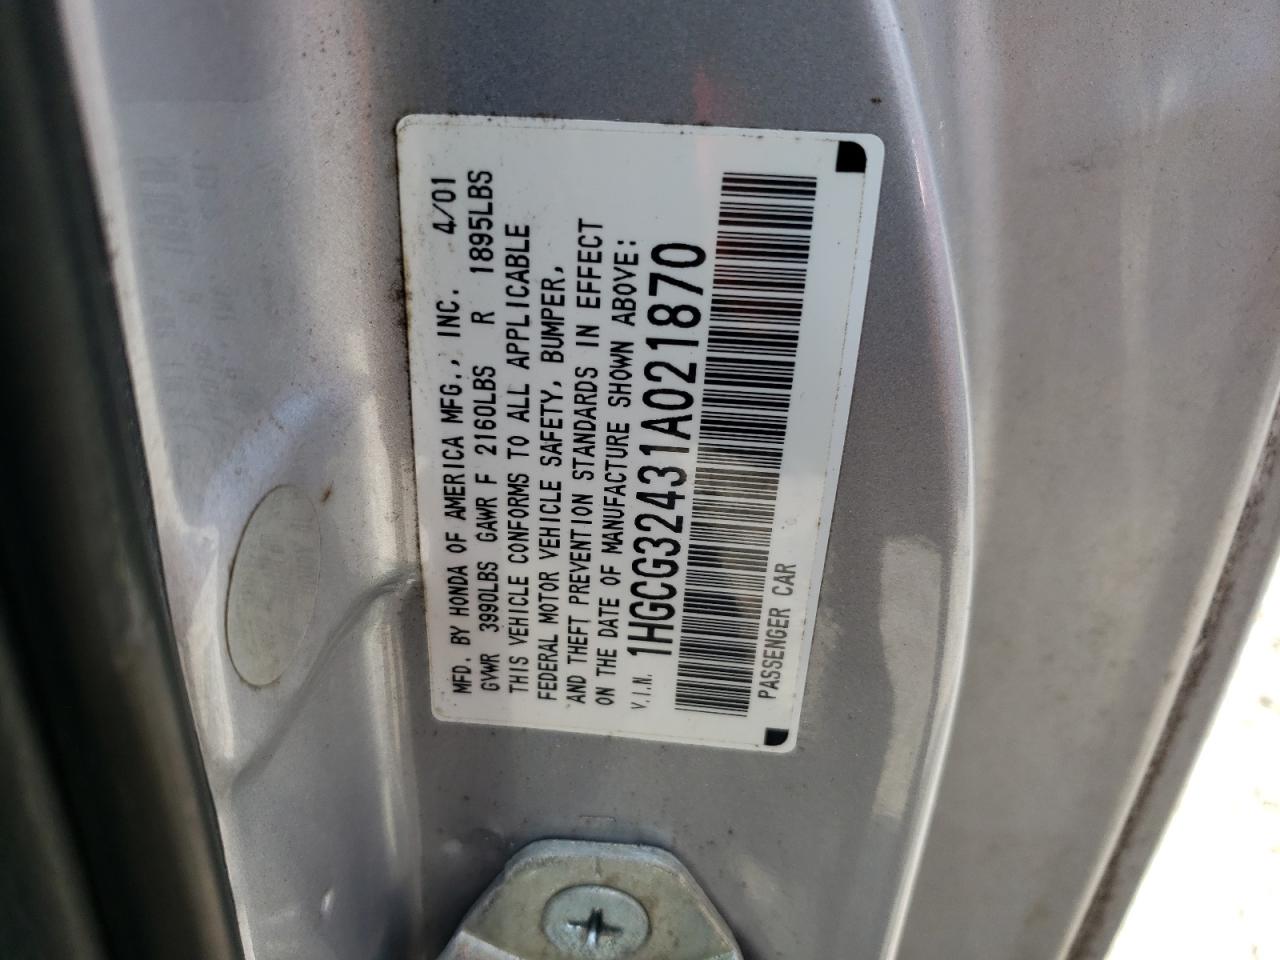 MFD. BY HONDA OF AMERICA MFG., INC. 4/01
GVWR 3990LBS GAWR F 2160LBS R 1895LBS
THIS VEHICLE CONFORMS TO ALL APPLICABLE
FEDERAL MOTOR VEHICLE SAFETY, BUMPER,
AND THEFT PREVENTION STANDARDS IN EFFECT
ON THE DATE OF MANUFACTURE SHOWN ABOVE:
V.I.N. 1HGCG32431A021870
PASSENGER CAR